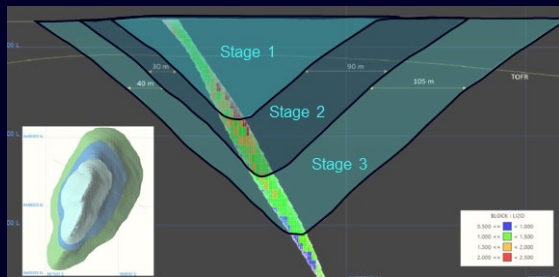 Stage 1
30 m
90 m
40 m
105 m
TOFR
Stage 2
Stage 3
BLOCK : LI2O
0.500 <= < 1.000
1.000 <= < 1.500
1.500 <= < 2.000
2.000 <= < 2.500